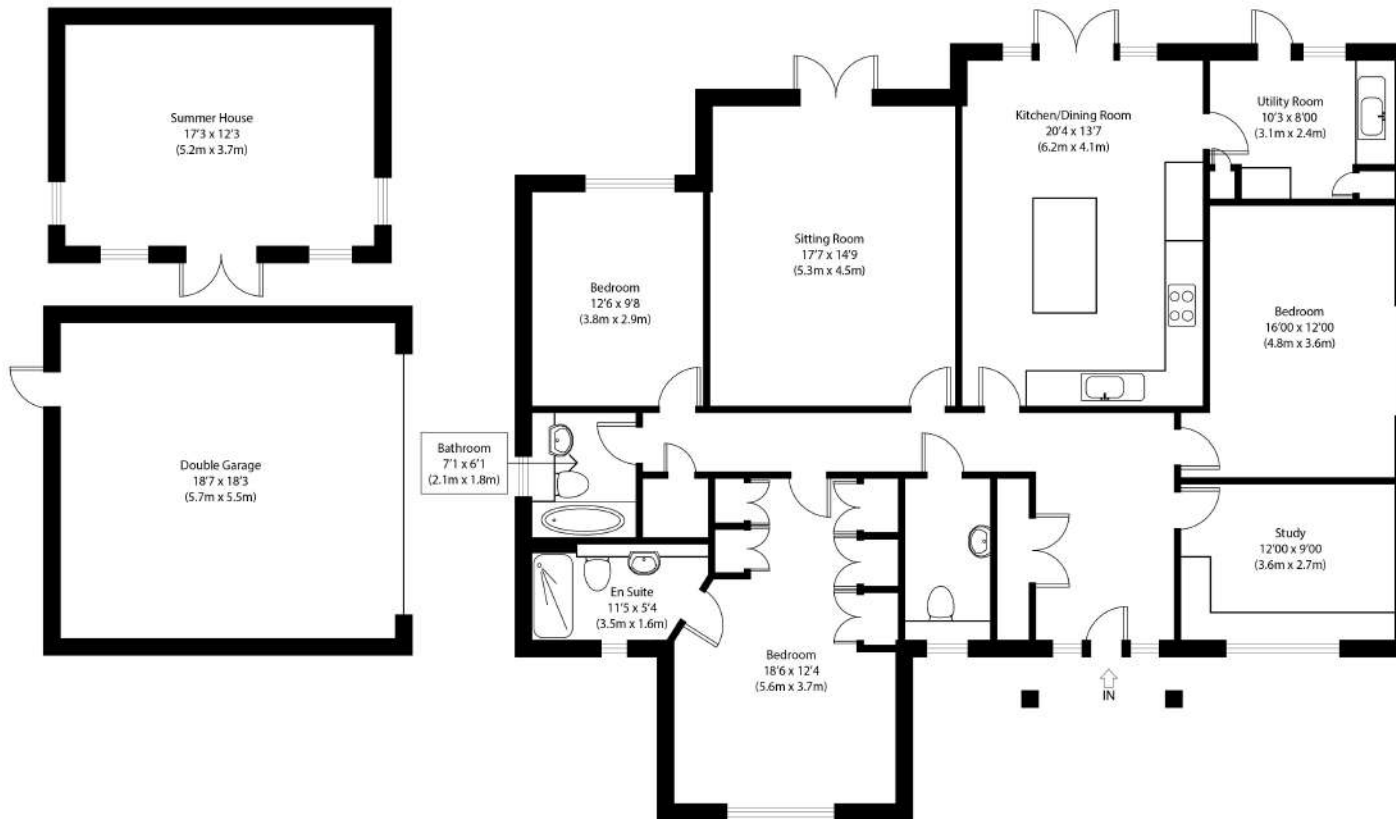 Summer House
17'3 x 12'3
(5.2m x 3.7m)
Double Garage
18'7 x 18'3
(5.7m x 5.5m)
Bedroom
12'6 x 9'8
(3.8m x 2.9m)
Sitting Room
17'7 x 14'9
(5.3m x 4.5m)
Kitchen/Dining Room
20'4 x 13'7
(6.2m x 4.1m)
Utility Room
10'3 x 8'00
(3.1m x 2.4m)
Bedroom
16'00 x 12'00
(4.8m x 3.6m)
Bathroom
7'1 x 6'1
(2.1m x 1.8m)
En Suite
11'5 x 5'4
(3.5m x 1.6m)
Bedroom
18'6 x 12'4
(5.6m x 3.7m)
Study
12'00 x 9'00
(3.6m x 2.7m)
IN